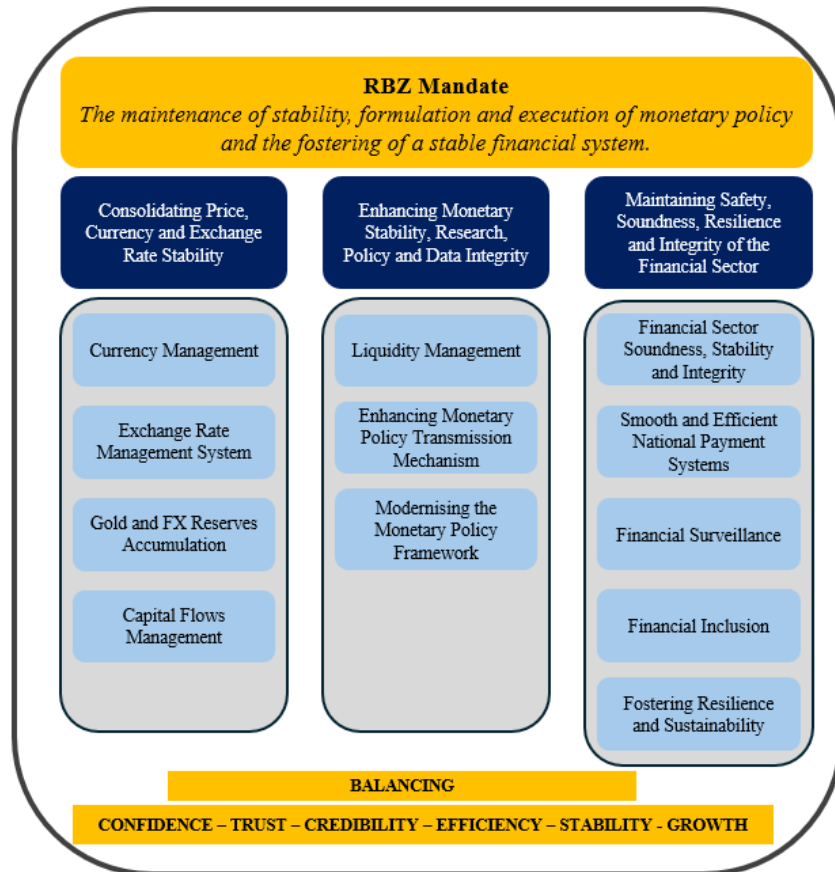 RBZ Mandate
The maintenance of stability, formulation and execution of monetary policy
and the fostering of a stable financial system.
Consolidating Price,
Currency and Exchange
Rate Stability
Currency Management
Exchange Rate
Management System
Gold and FX Reserves
Accumulation
Capital Flows
Management
Enhancing Monetary
Stability, Research,
Policy and Data Integrity
Liquidity Management
Enhancing Monetary
Policy Transmission
Mechanism
Modernising the
Monetary Policy
Framework
Maintaining Safety,
Soundness, Resilience
and Integrity of the
Financial Sector
Financial Sector
Soundness, Stability
and Integrity
Smooth and Efficient
National Payment
Systems
Financial Surveillance
Financial Inclusion
Fostering Resilience
and Sustainability
BALANCING
CONFIDENCE – TRUST – CREDIBILITY – EFFICIENCY – STABILITY - GROWTH